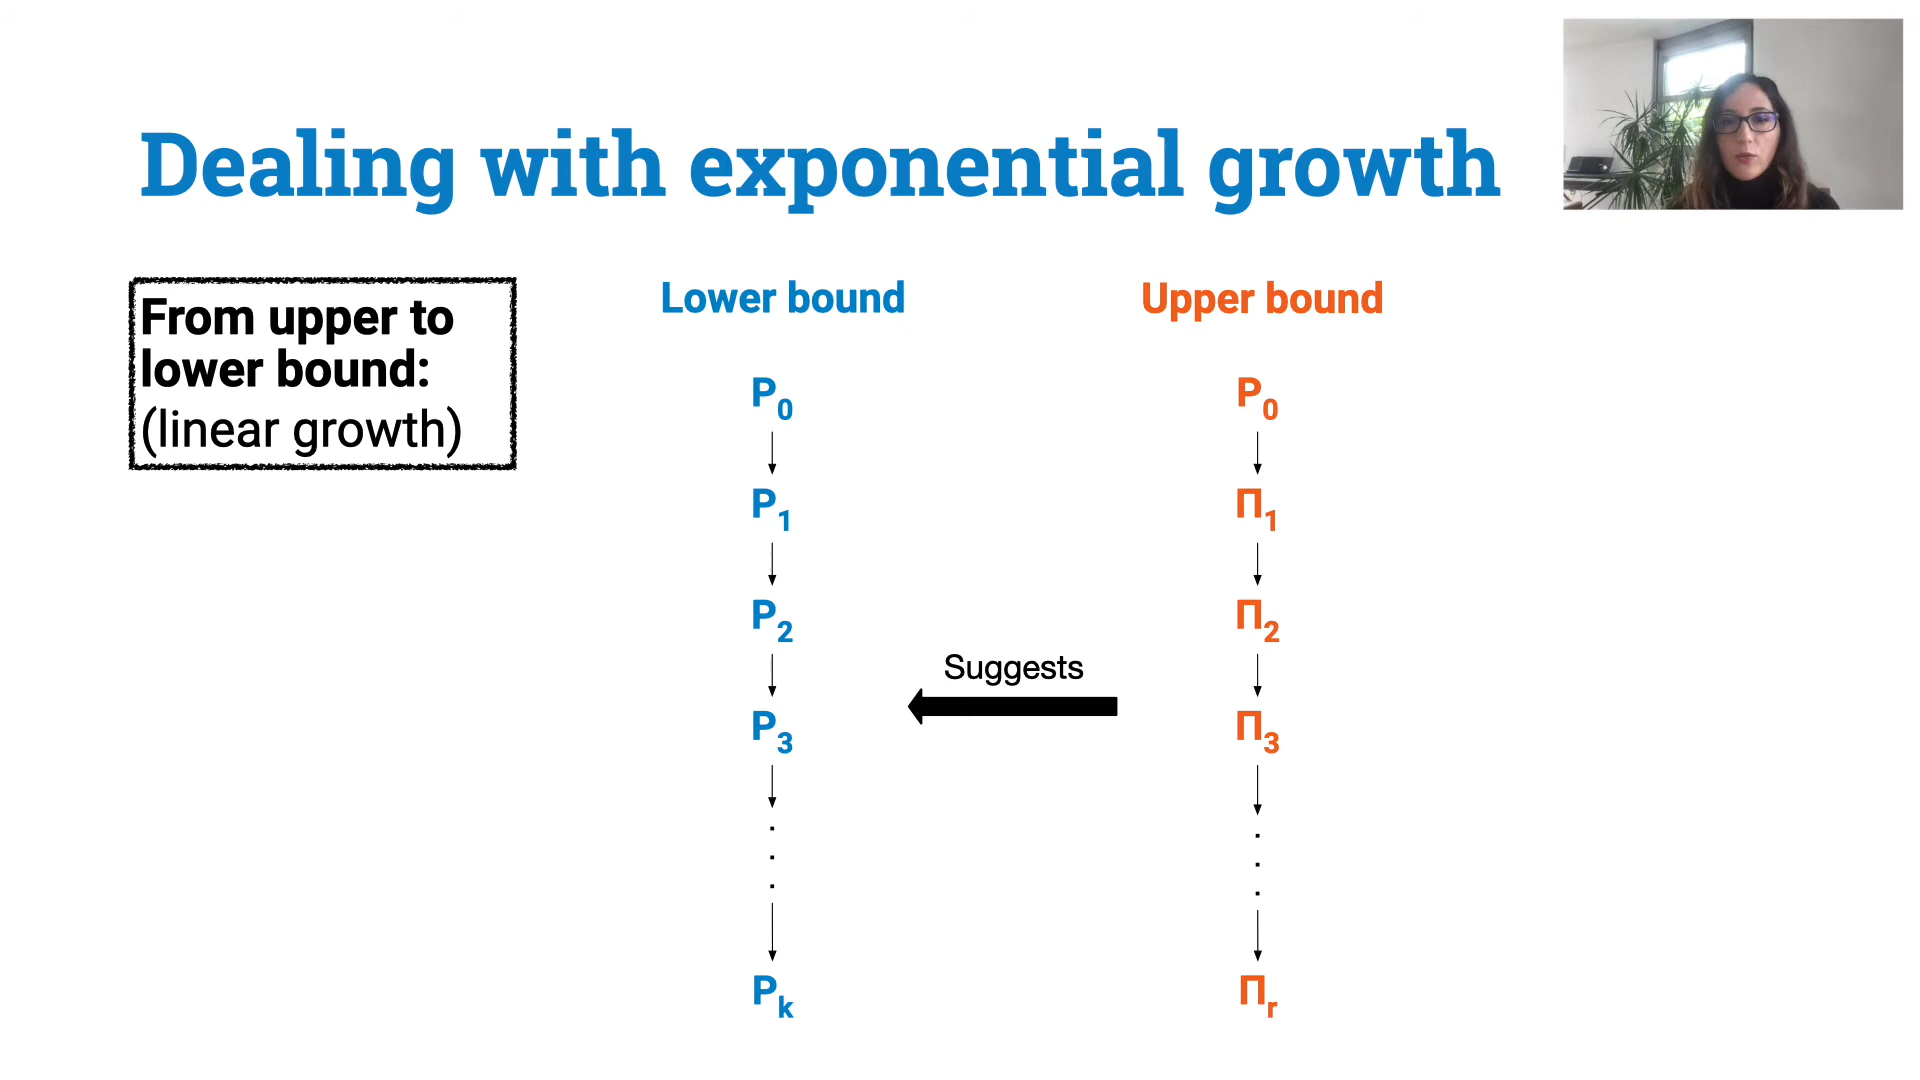 Dealing with exponential growth
From upper to
lower bound:
(linear growth)
Lower bound
P0
P1
P2
P3
.
.
.
Pk
Suggests
Upper bound
P0
Π1
Π2
Π3
.
.
.
Πr